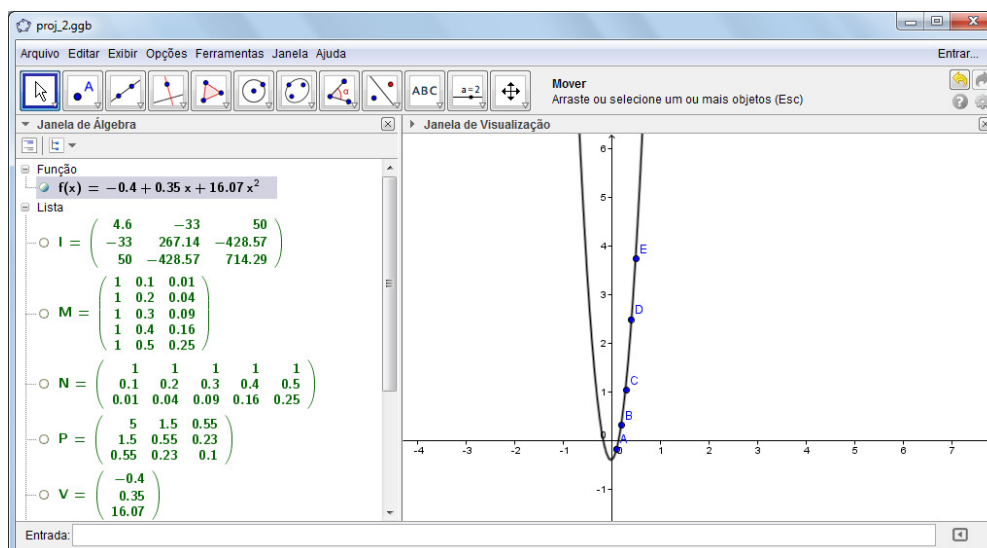 proj_2.ggb
Arquivo Editar Exibir Opções Ferramentas Janela Ajuda
Entrar...
A
ABC
a=2
Mover
Arraste ou selecione um ou mais objetos (Esc)
Janela de Álgebra
Janela de Visualização
Função
f(x) = −0.4 + 0.35 x + 16.07 x²
Lista
4.6 −33 50
I = −33 267.14 −428.57
50 −428.57 714.29
1 0.1 0.01
1 0.2 0.04
M = 1 0.3 0.09
1 0.4 0.16
1 0.5 0.25
1 1 1 1 1
N = 0.1 0.2 0.3 0.4 0.5
0.01 0.04 0.09 0.16 0.25
5 1.5 0.55
P = 1.5 0.55 0.23
0.55 0.23 0.1
−0.4
V = 0.35
16.07
6
5
4
3
2
1
0
-1
-4 -3 -2 -1 0 1 2 3 4 5 6 7
E
D
C
B
A
Entrada: